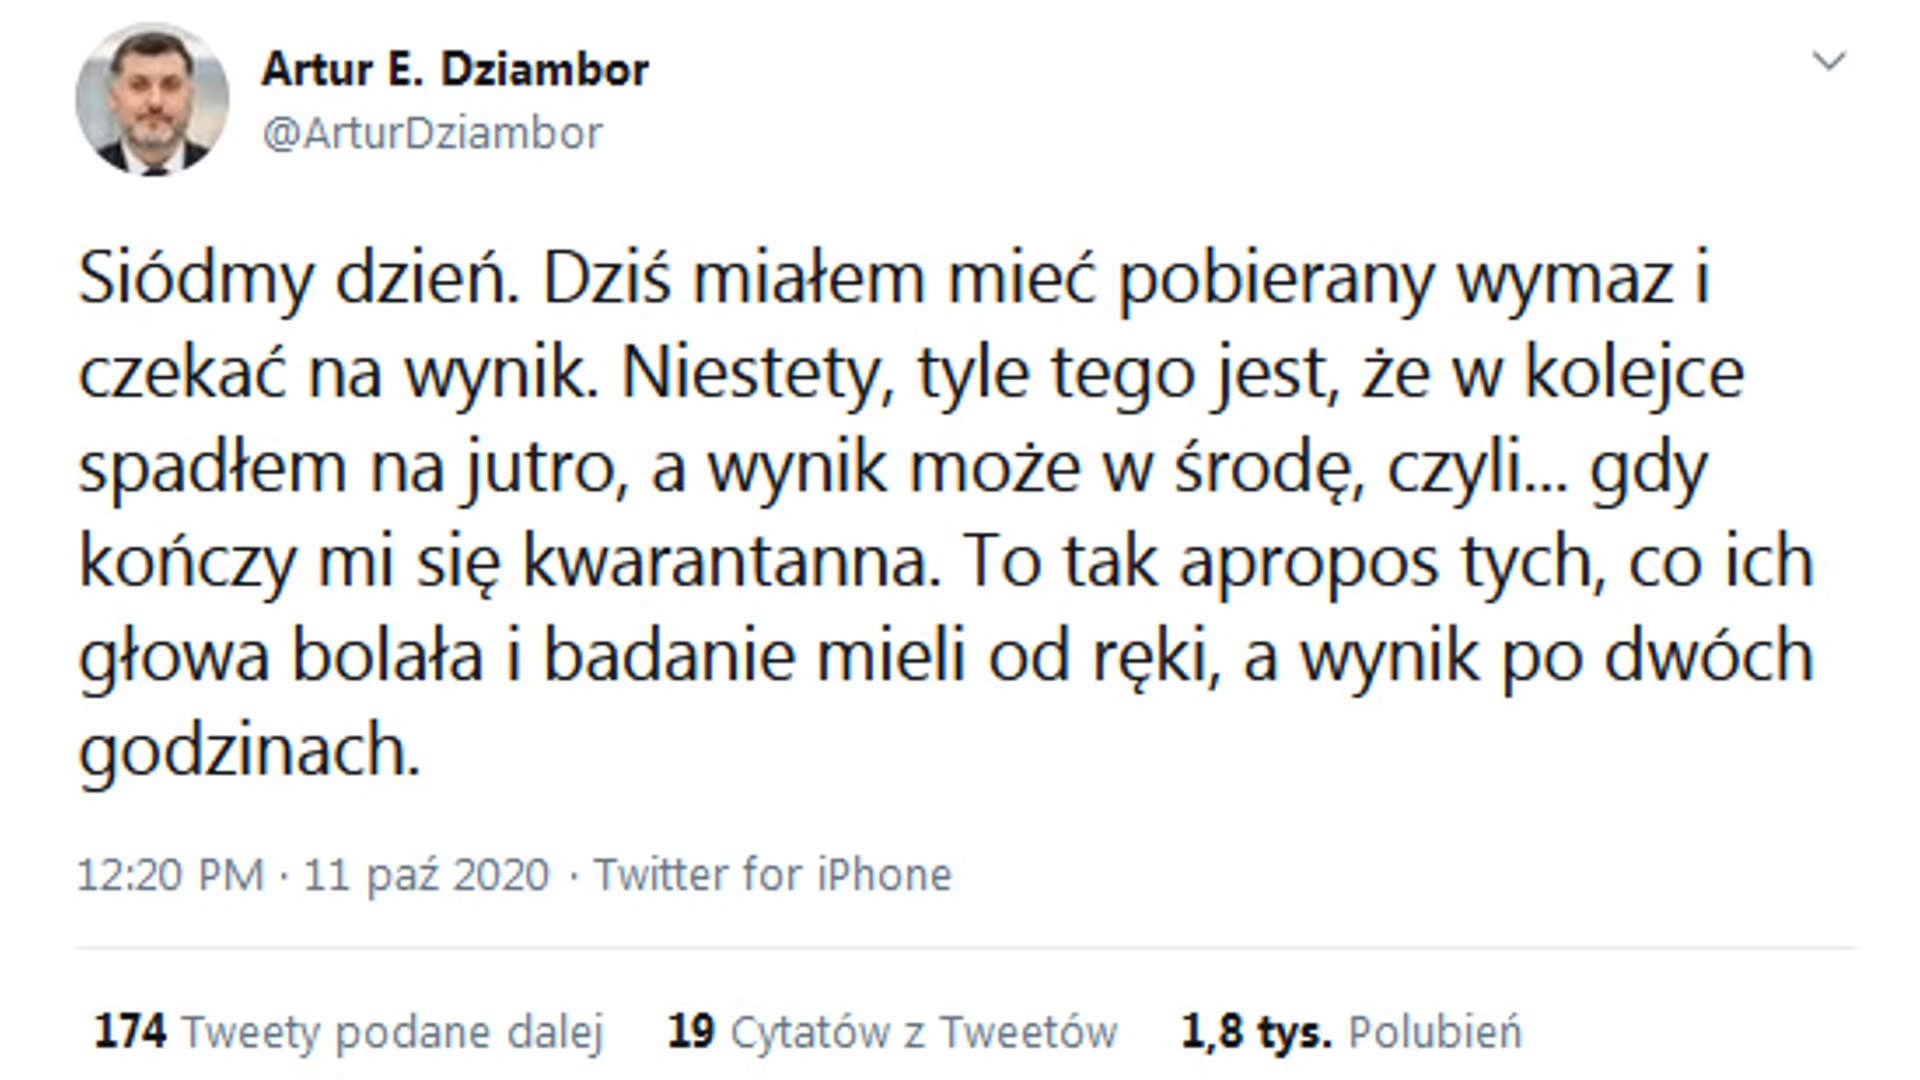 Artur E. Dziambor
@ArturDziambor
Siódmy dzień. Dziś miałem mieć pobierany wymaz i
czekać na wynik. Niestety, tyle tego jest, że w kolejce
spadłem na jutro, a wynik może w środę, czyli... gdy
kończy mi się kwarantanna. To tak apropos tych, co ich
głowa bolała i badanie mieli od ręki, a wynik po dwóch
godzinach.
12:20 PM · 11 paź 2020 · Twitter for iPhone
174 Tweety podane dalej 19 Cytatów z Tweetów 1,8 tys. Polubień